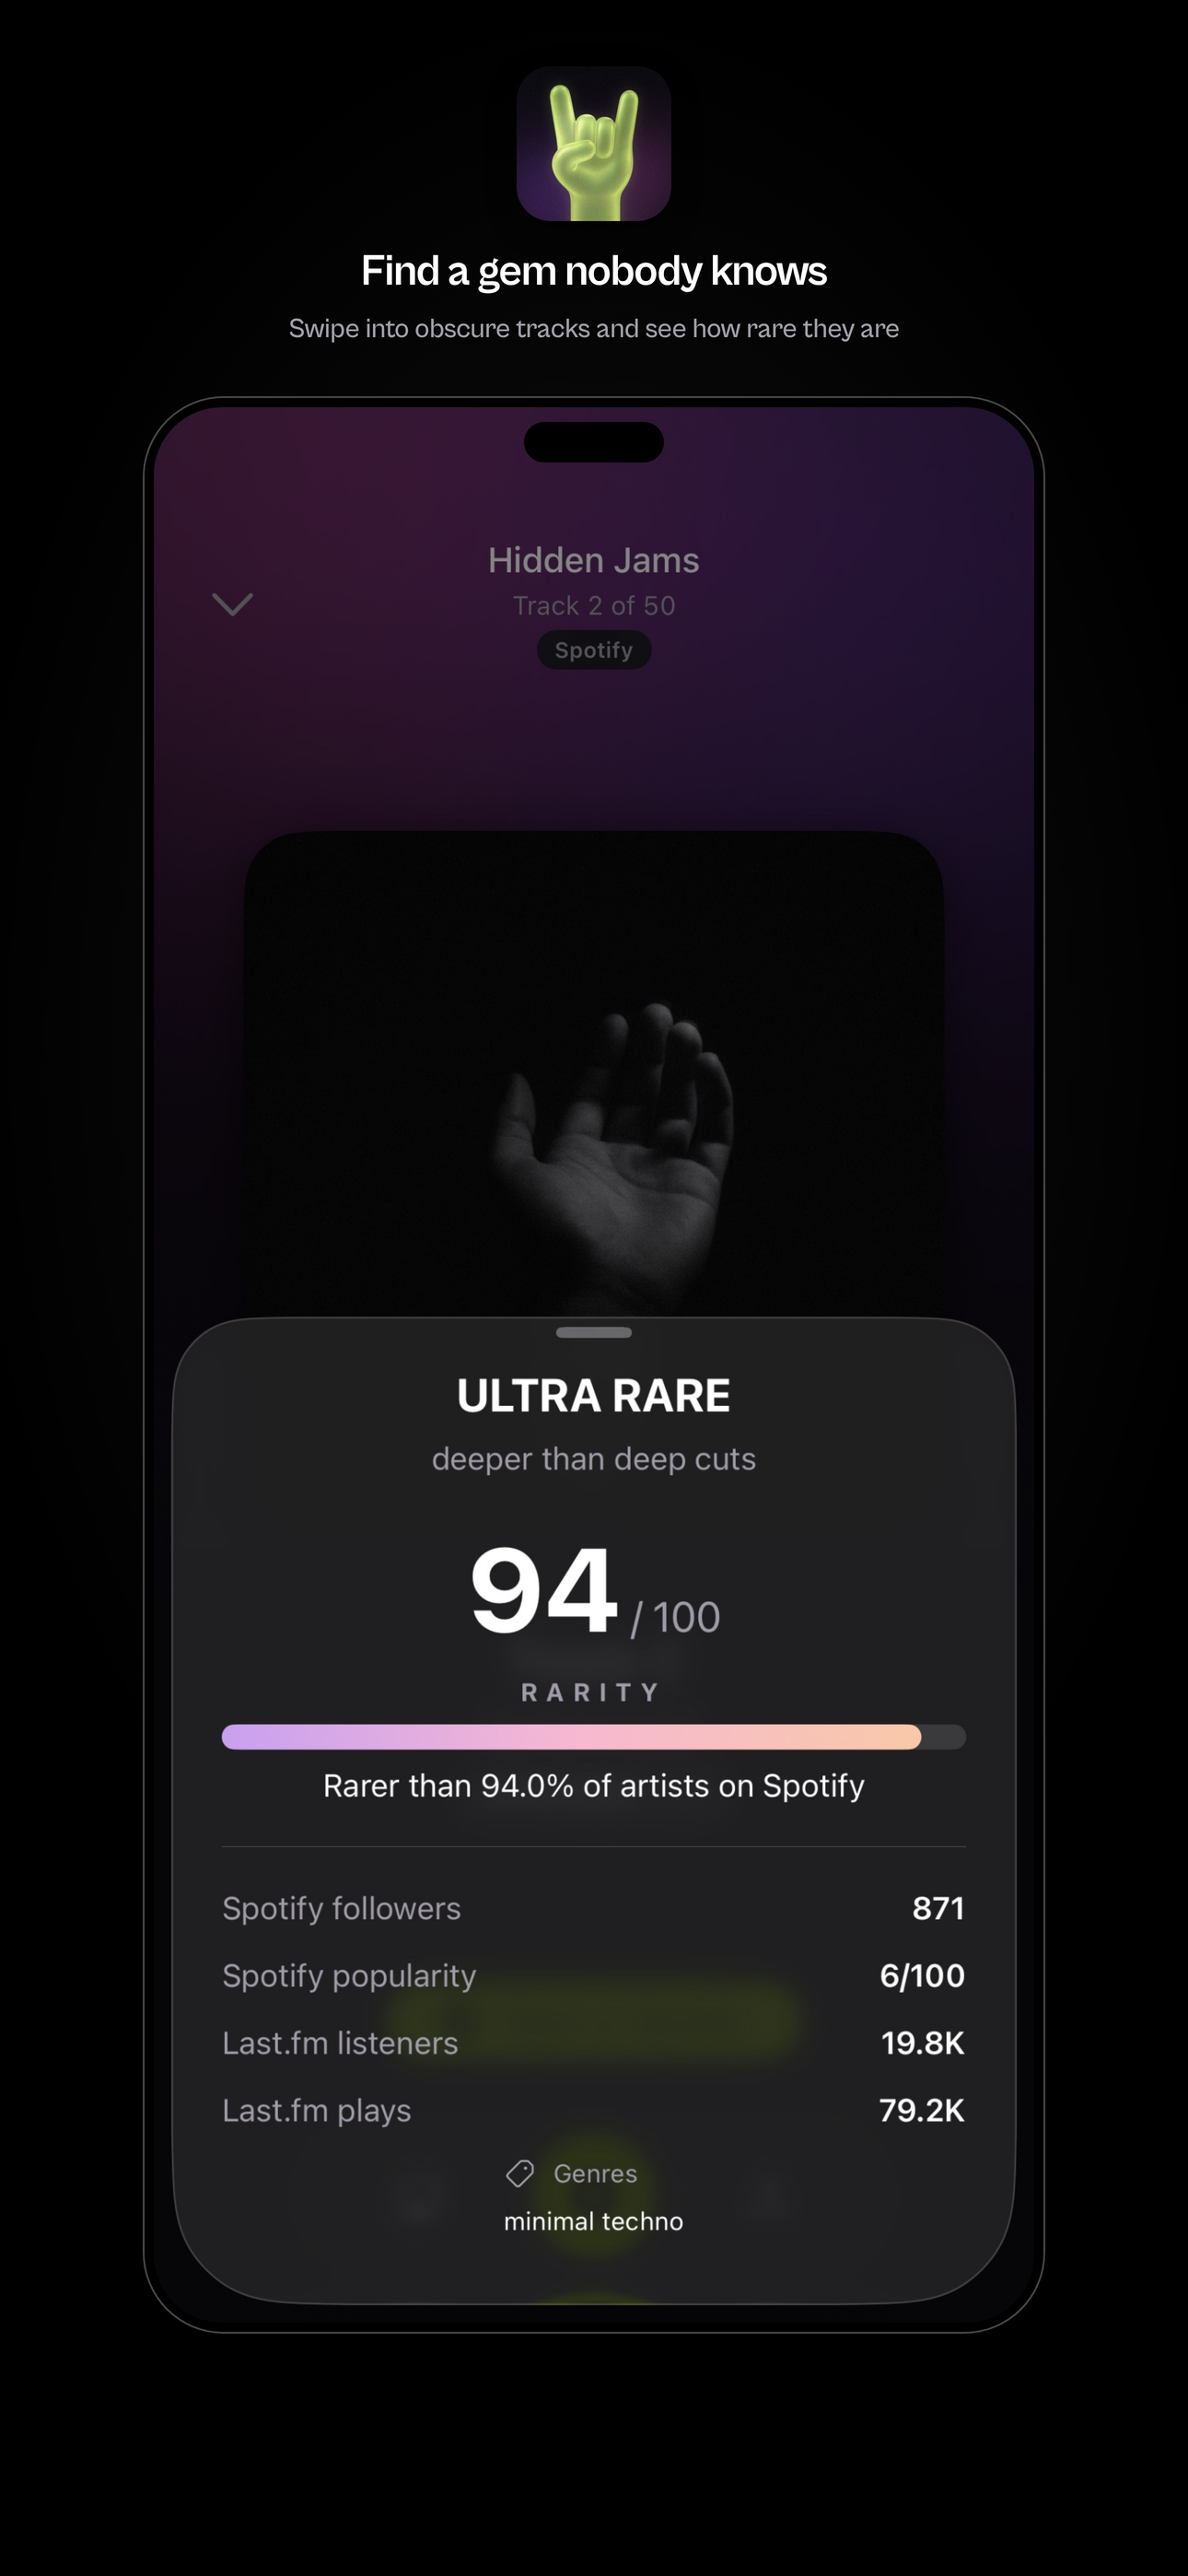 Find a gem nobody knows
Swipe into obscure tracks and see how rare they are
Hidden Jams
Track 2 of 50
Spotify
ULTRA RARE
deeper than deep cuts
94 / 100
RARITY
Rarer than 94.0% of artists on Spotify
Spotify followers 871
Spotify popularity 6/100
Last.fm listeners 19.8K
Last.fm plays 79.2K
Genres
minimal techno